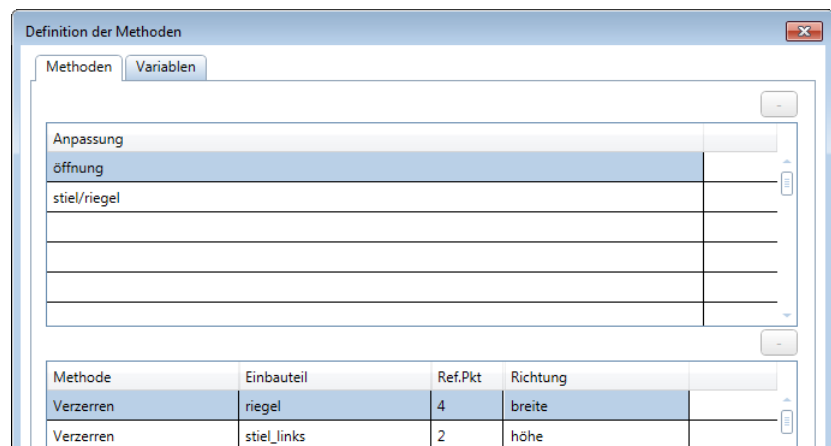 Definition der Methoden
Methoden Variablen
-
Anpassung
öffnung
stiel/riegel
-
Methode Einbauteil Ref.Pkt Richtung
Verzerren riegel 4 breite
Verzerren stiel_links 2 höhe